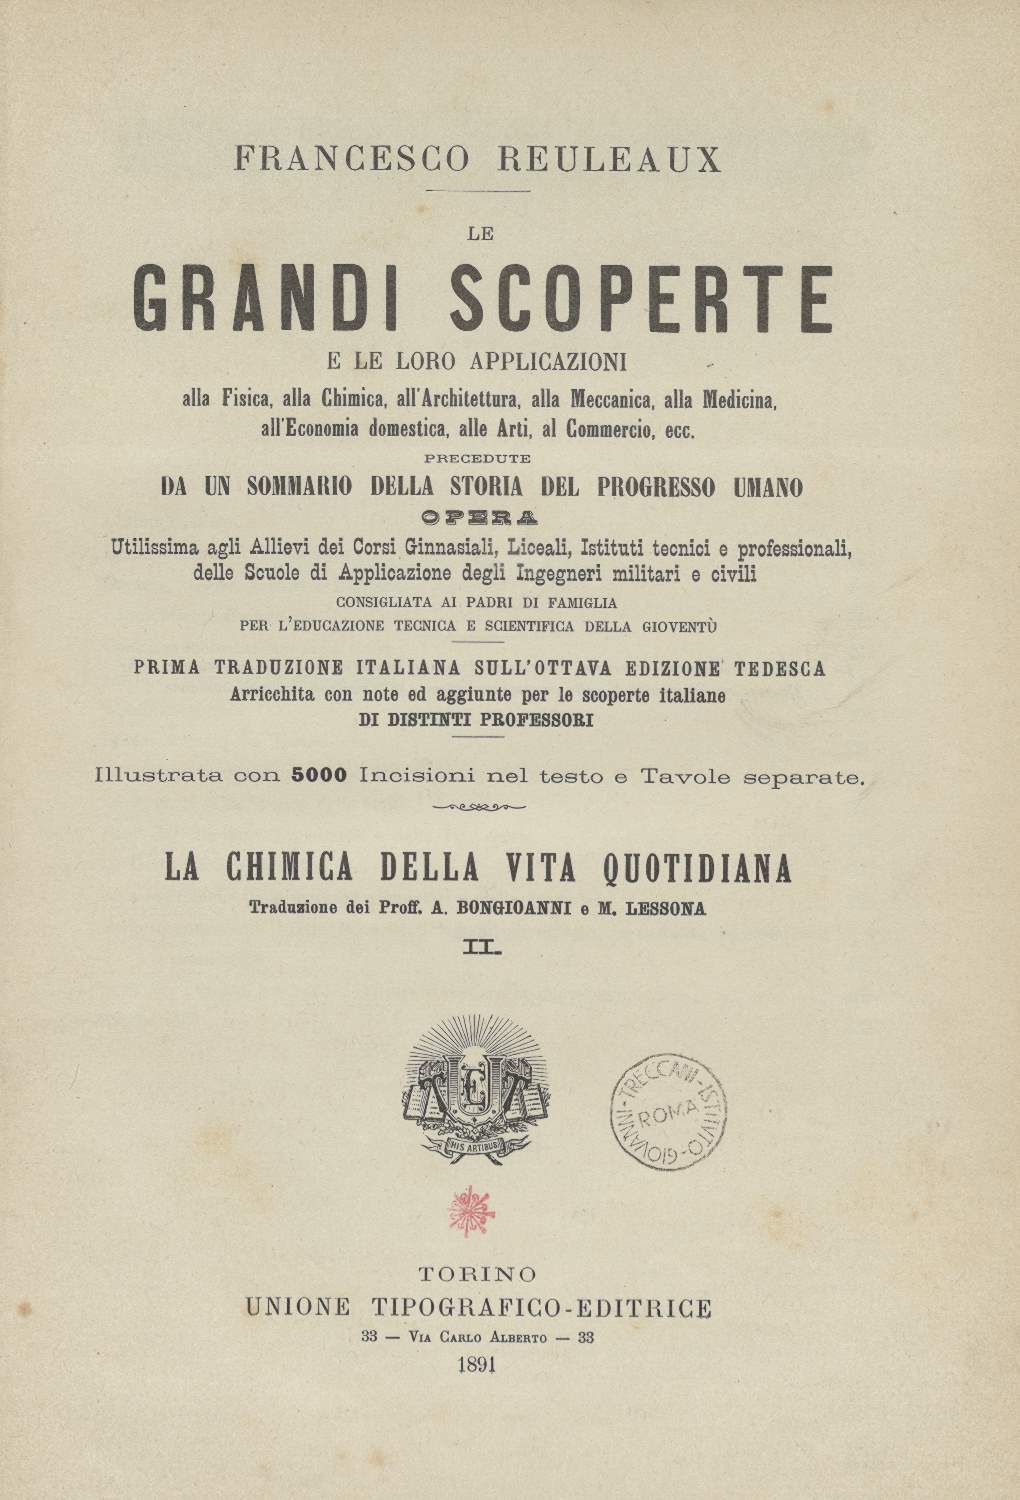 FRANCESCO REULEAUX
LE
GRANDI SCOPERTE
E LE LORO APPLICAZIONI
alla Fisica, alla Chimica, all'Architettura, alla Meccanica, alla Medicina,
all'Economia domestica, alle Arti, al Commercio, ecc.
PRECEDUTE
DA UN SOMMARIO DELLA STORIA DEL PROGRESSO UMANO
OPERA
Utilissima agli Allievi dei Corsi Ginnasiali, Liceali, Istituti tecnici e professionali,
delle Scuole di Applicazione degli Ingegneri militari e civili
CONSIGLIATA AI PADRI DI FAMIGLIA
PER L'EDUCAZIONE TECNICA E SCIENTIFICA DELLA GIOVENTÙ
PRIMA TRADUZIONE ITALIANA SULL'OTTAVA EDIZIONE TEDESCA
Arricchita con note ed aggiunte per le scoperte italiane
DI DISTINTI PROFESSORI
Illustrata con 5000 Incisioni nel testo e Tavole separate.
LA CHIMICA DELLA VITA QUOTIDIANA
Traduzione dei Proff. A. BONGIOANNI e M. LESSONA
II.
UTET
HIS ARTIBUS
ISTITUTO - GIOVANNI - TRECCANI -
ROMA
TORINO
UNIONE TIPOGRAFICO-EDITRICE
33 — VIA CARLO ALBERTO — 33
1891